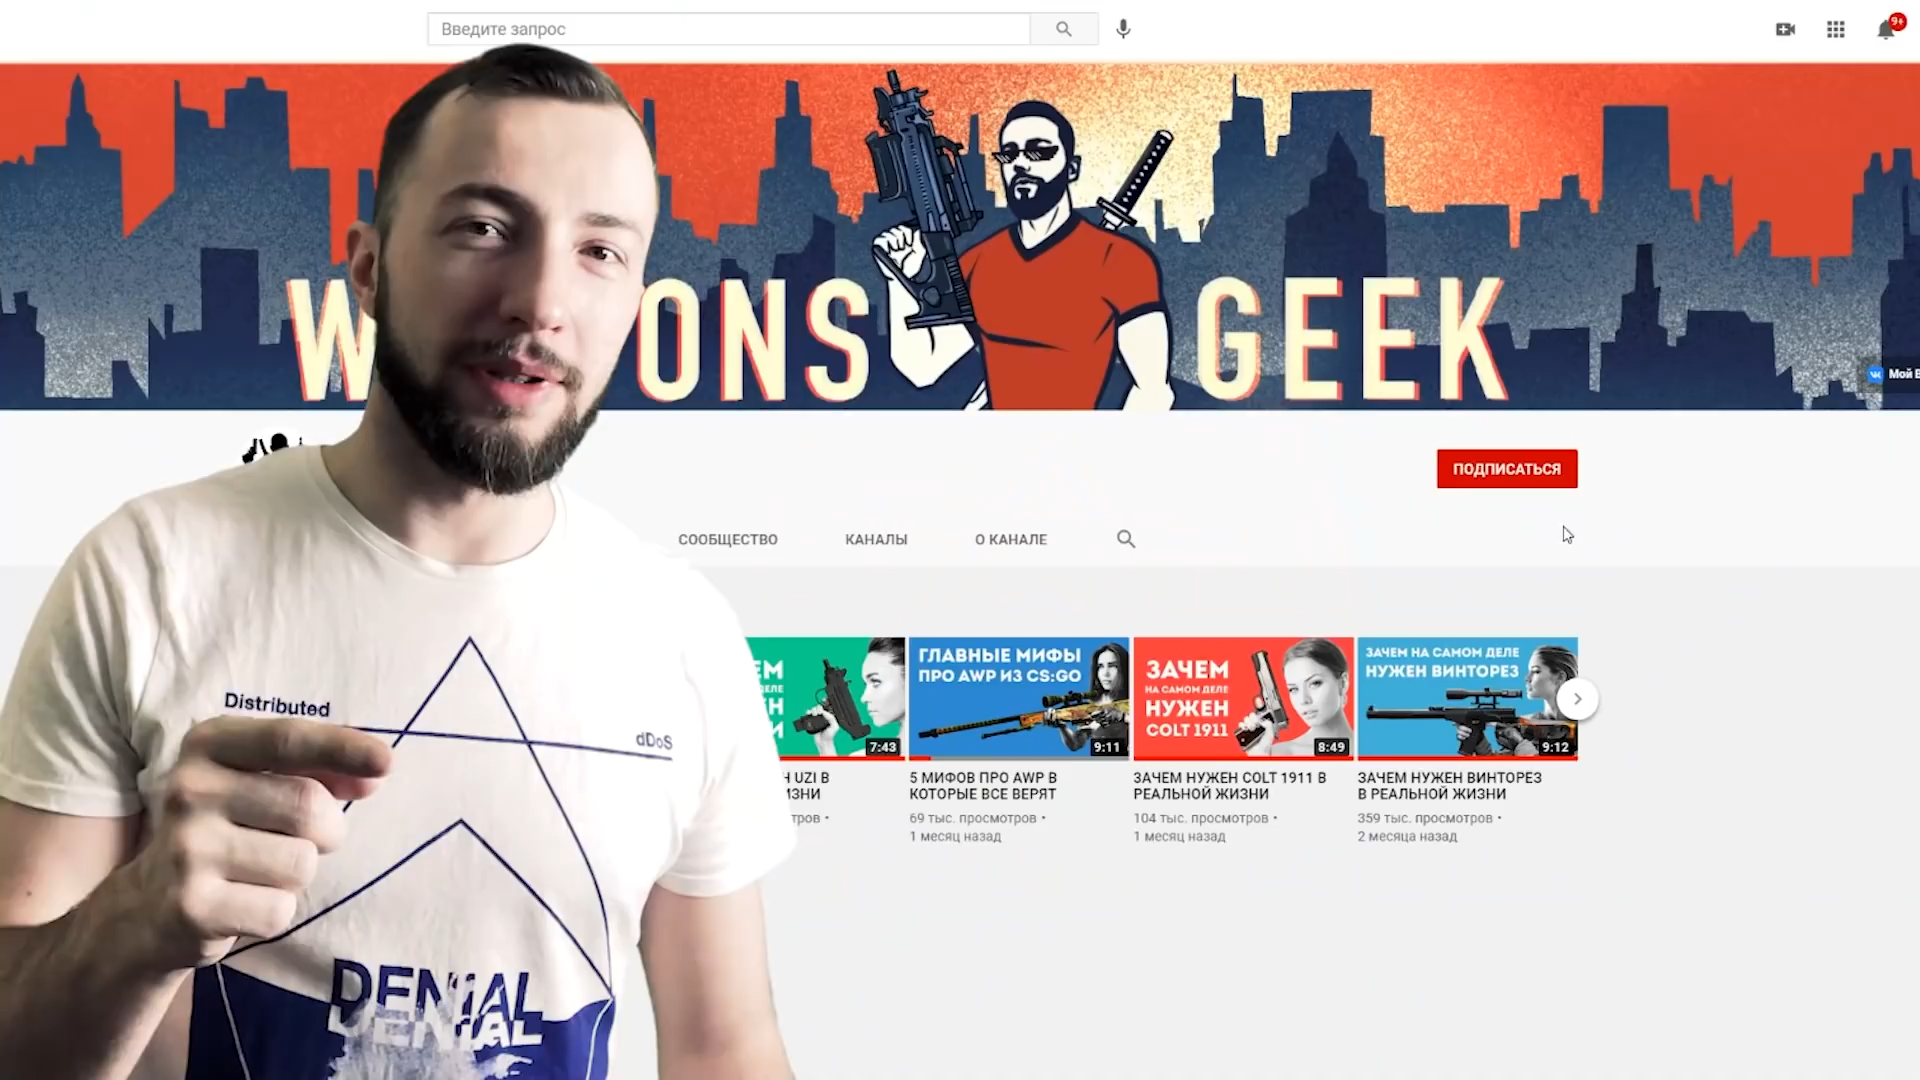 Введите запрос
9+
W ONS GEEK
Мой В
ПОДПИСАТЬСЯ
СООБЩЕСТВО КАНАЛЫ О КАНАЛЕ
ГЛАВНЫЕ МИФЫ
ПРО AWP ИЗ CS:GO
9:11
ЗАЧЕМ
НА САМОМ ДЕЛЕ
НУЖЕН
COLT 1911
8:49
ЗАЧЕМ НА САМОМ ДЕЛЕ
НУЖЕН ВИНТОРЕЗ
9:12
7:43
UZI В
5 МИФОВ ПРО AWP В
КОТОРЫЕ ВСЕ ВЕРЯТ
69 тыс. просмотров •
1 месяц назад
ЗАЧЕМ НУЖЕН COLT 1911 В
РЕАЛЬНОЙ ЖИЗНИ
104 тыс. просмотров •
1 месяц назад
ЗАЧЕМ НУЖЕН ВИНТОРЕЗ
В РЕАЛЬНОЙ ЖИЗНИ
359 тыс. просмотров •
2 месяца назад
Distributed
dDoS
DENIAL
DENIAL